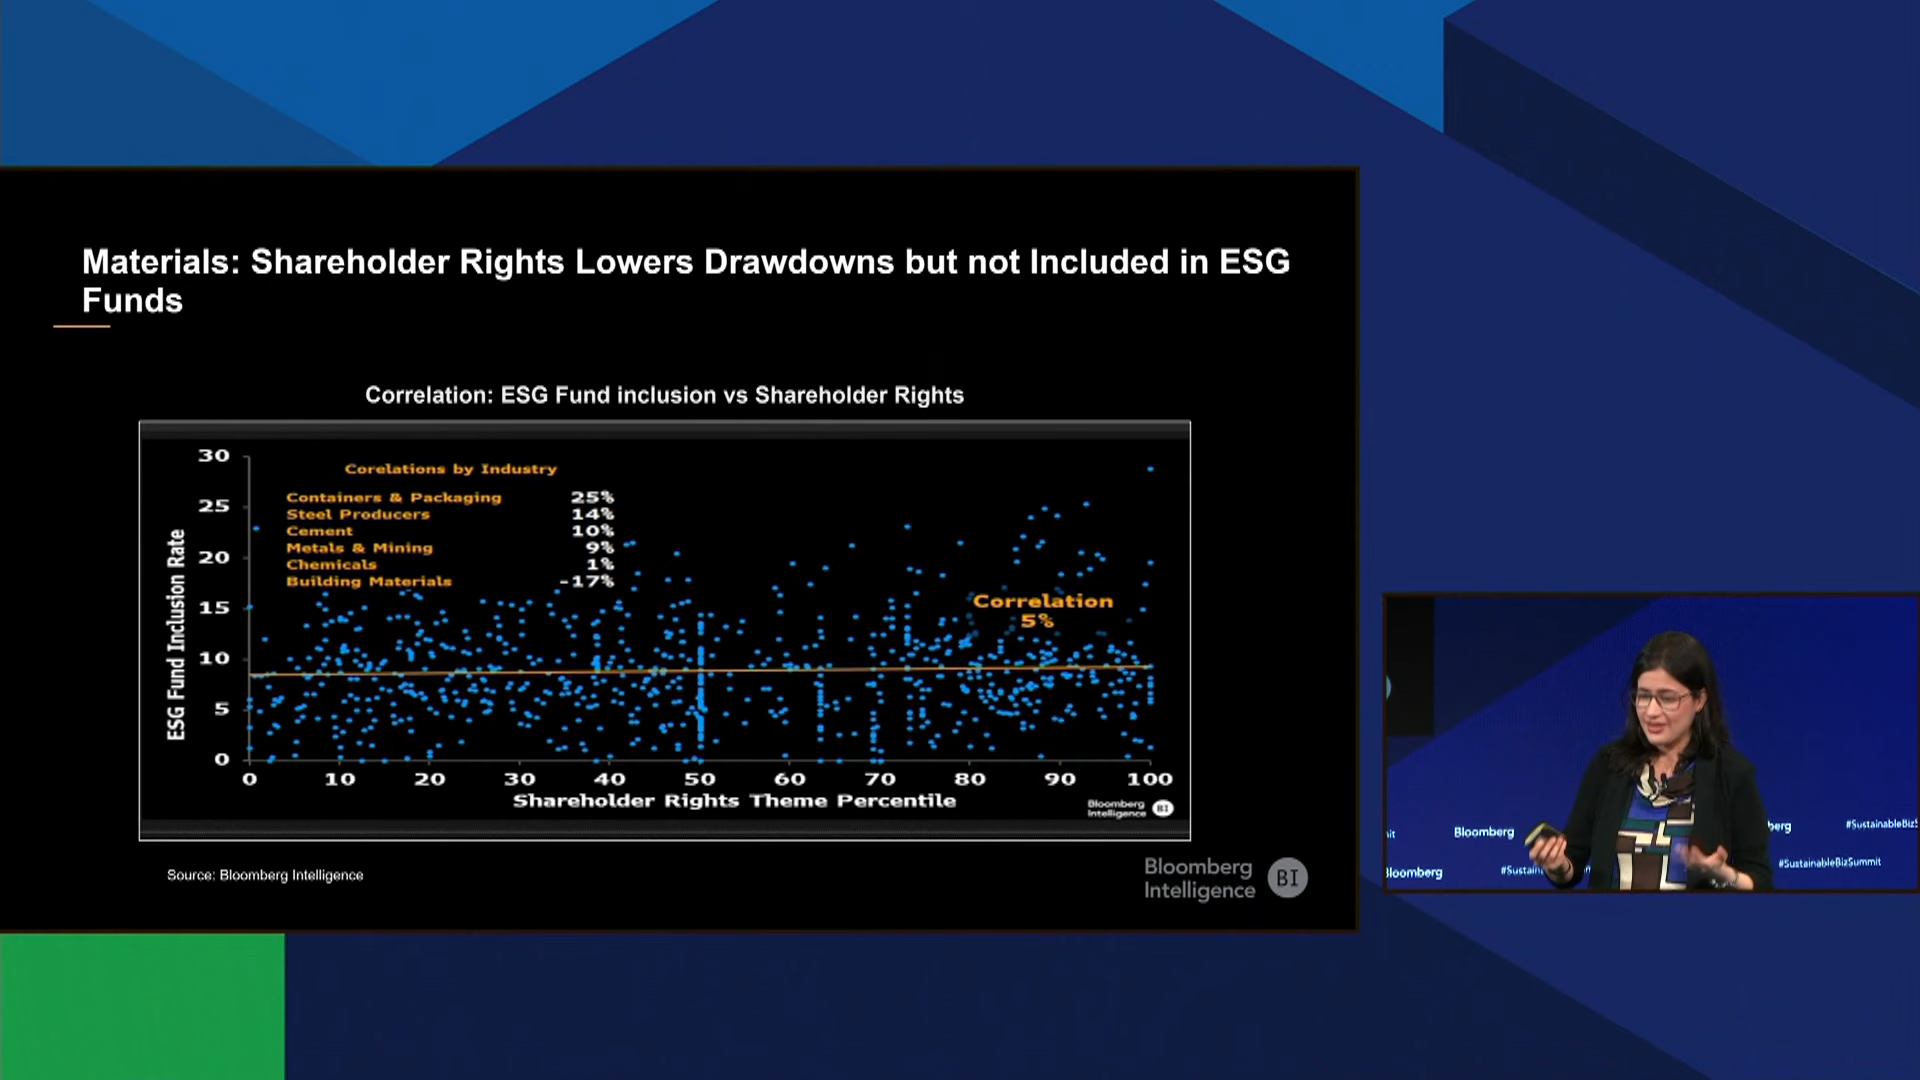 Materials: Shareholder Rights Lowers Drawdowns but not Included in ESG
Funds
Correlation: ESG Fund inclusion vs Shareholder Rights
ESG Fund Inclusion Rate
30
25
20
15
10
5
0
Corelations by Industry
Containers & Packaging 25%
Steel Producers 14%
Cement 10%
Metals & Mining 9%
Chemicals 1%
Building Materials -17%
Correlation
5%
0 10 20 30 40 50 60 70 80 90 100
Shareholder Rights Theme Percentile
Bloomberg
Intelligence BI
Source: Bloomberg Intelligence
Bloomberg
Intelligence BI
Bloomberg
#SustainableBizS
#SustainableBizSummit
Bloomberg
#Sustain